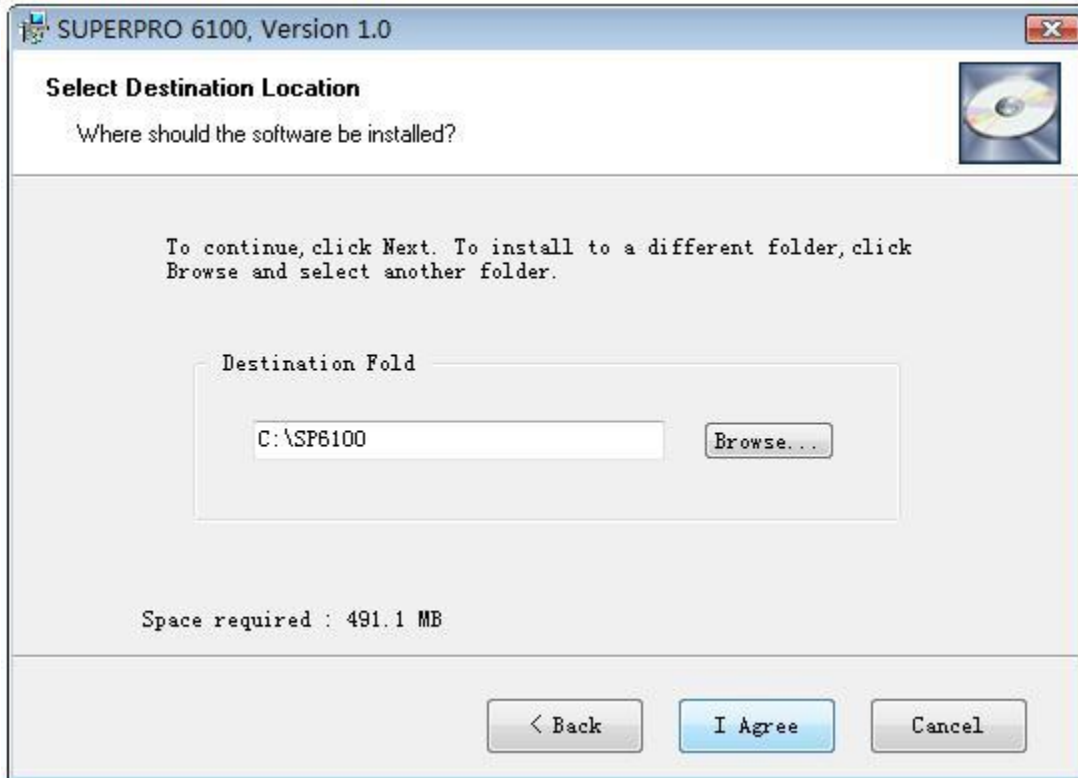 SUPERPRO 6100, Version 1.0
Select Destination Location
Where should the software be installed?
To continue, click Next. To install to a different folder, click
Browse and select another folder.
Destination Fold
C:\SP6100
Browse...
Space required : 491.1 MB
< Back
I Agree
Cancel